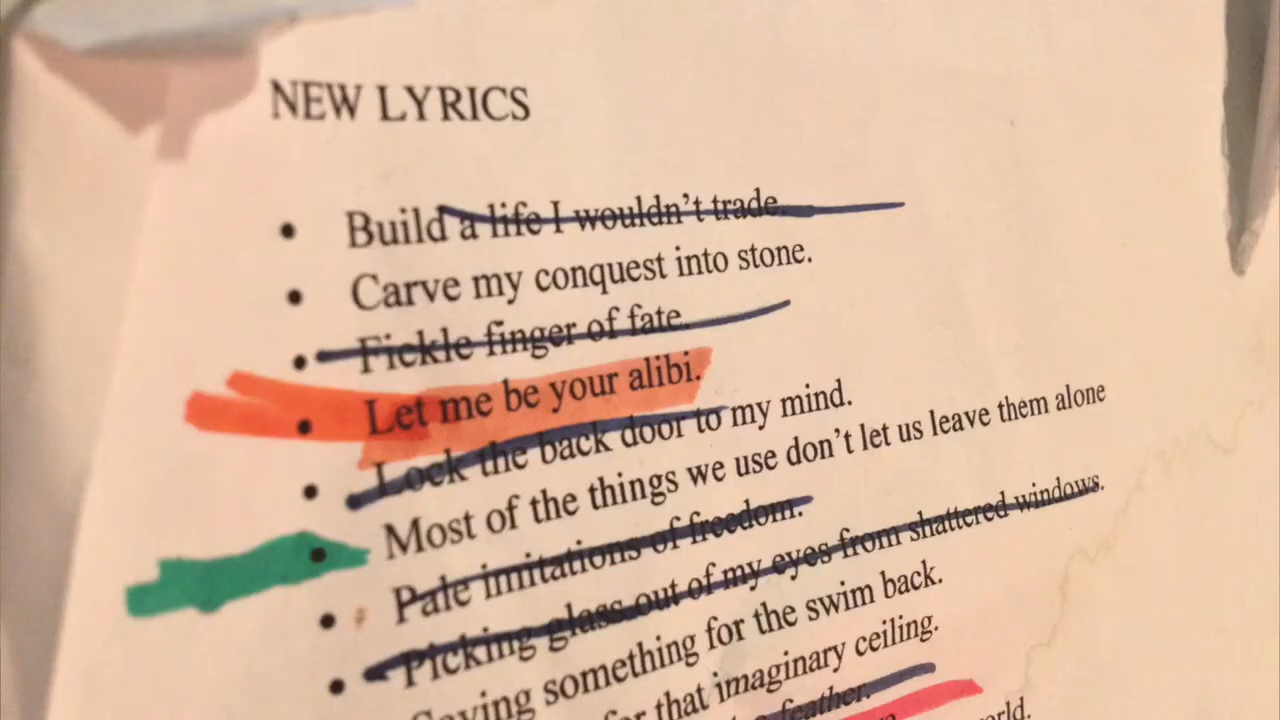 NEW LYRICS
• Build a life I wouldn't trade.
• Carve my conquest into stone.
• Fickle finger of fate.
• Let me be your alibi.
• Lock the back door to my mind.
• Most of the things we use don't let us leave them alone
• Pale imitations of freedom.
• Picking glass out of my eyes from shattered windows.
something for the swim back.
for that imaginary ceiling.
feather.